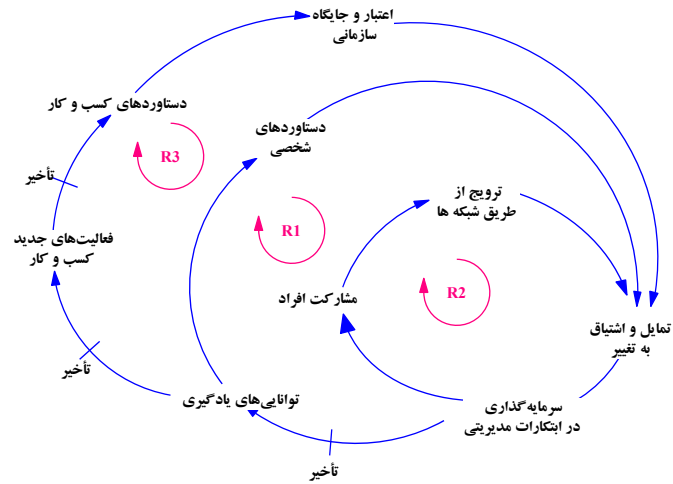 اعتبار و جایگاه
سازمانی
دستاوردهای کسب و کار
دستاوردهای
شخصی
R3
تأخیر
ترویج از
طریق شبکه ها
R1
فعالیت‌های جدید
کسب و کار
مشارکت افراد
R2
تمایل و اشتیاق
به تغییر
تأخیر
توانایی‌های یادگیری
سرمایه‌گذاری
در ابتکارات مدیریتی
تأخیر